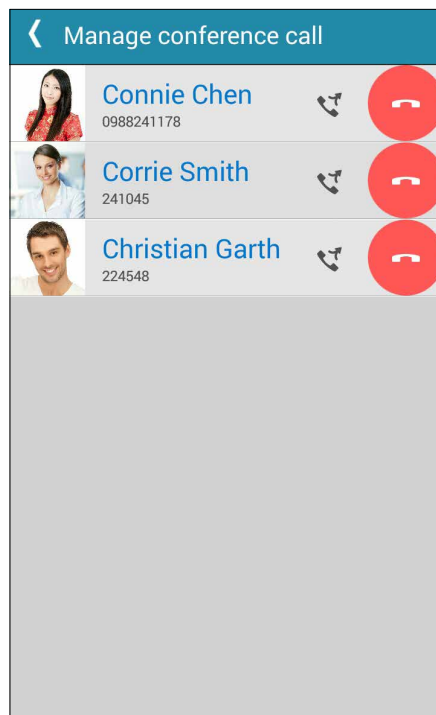 Manage conference call
Connie Chen
0988241178
Corrie Smith
241045
Christian Garth
224548